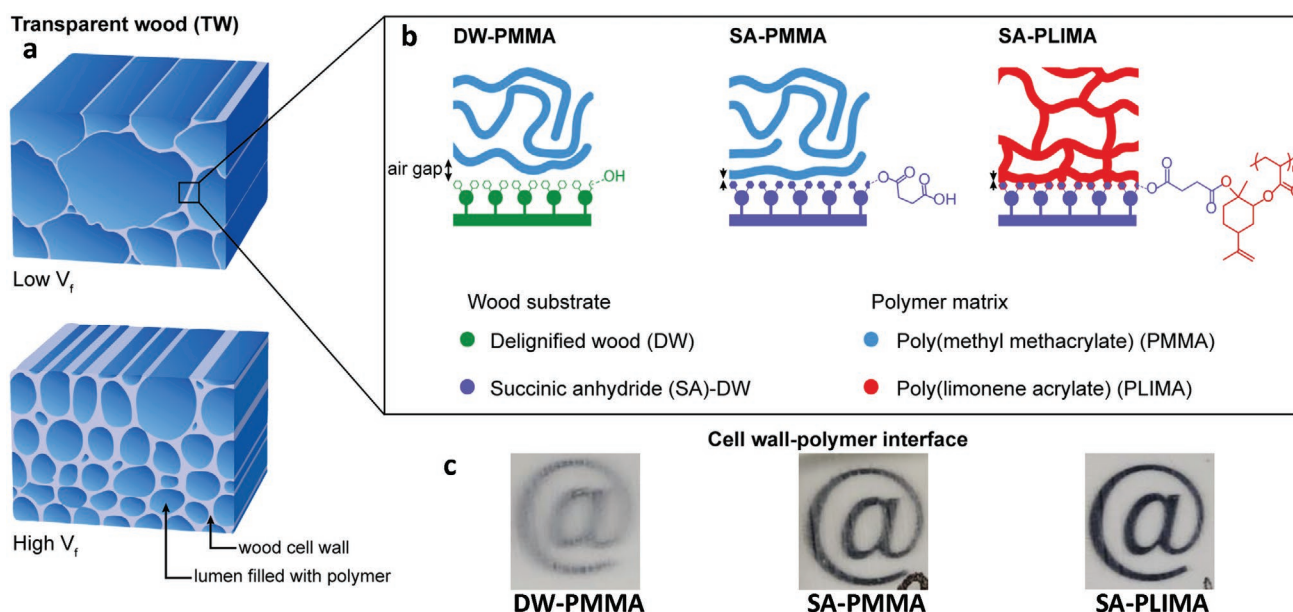 Transparent wood (TW)
a
Low Vf
High Vf
wood cell wall
lumen filled with polymer
b
DW-PMMA
SA-PMMA
SA-PLIMA
air gap
OH
O
O
O
OH
O
O
O
O
O
O
Wood substrate
Polymer matrix
Delignified wood (DW)
Poly(methyl methacrylate) (PMMA)
Succinic anhydride (SA)-DW
Poly(limonene acrylate) (PLIMA)
Cell wall-polymer interface
c
@
@
@
DW-PMMA
SA-PMMA
SA-PLIMA